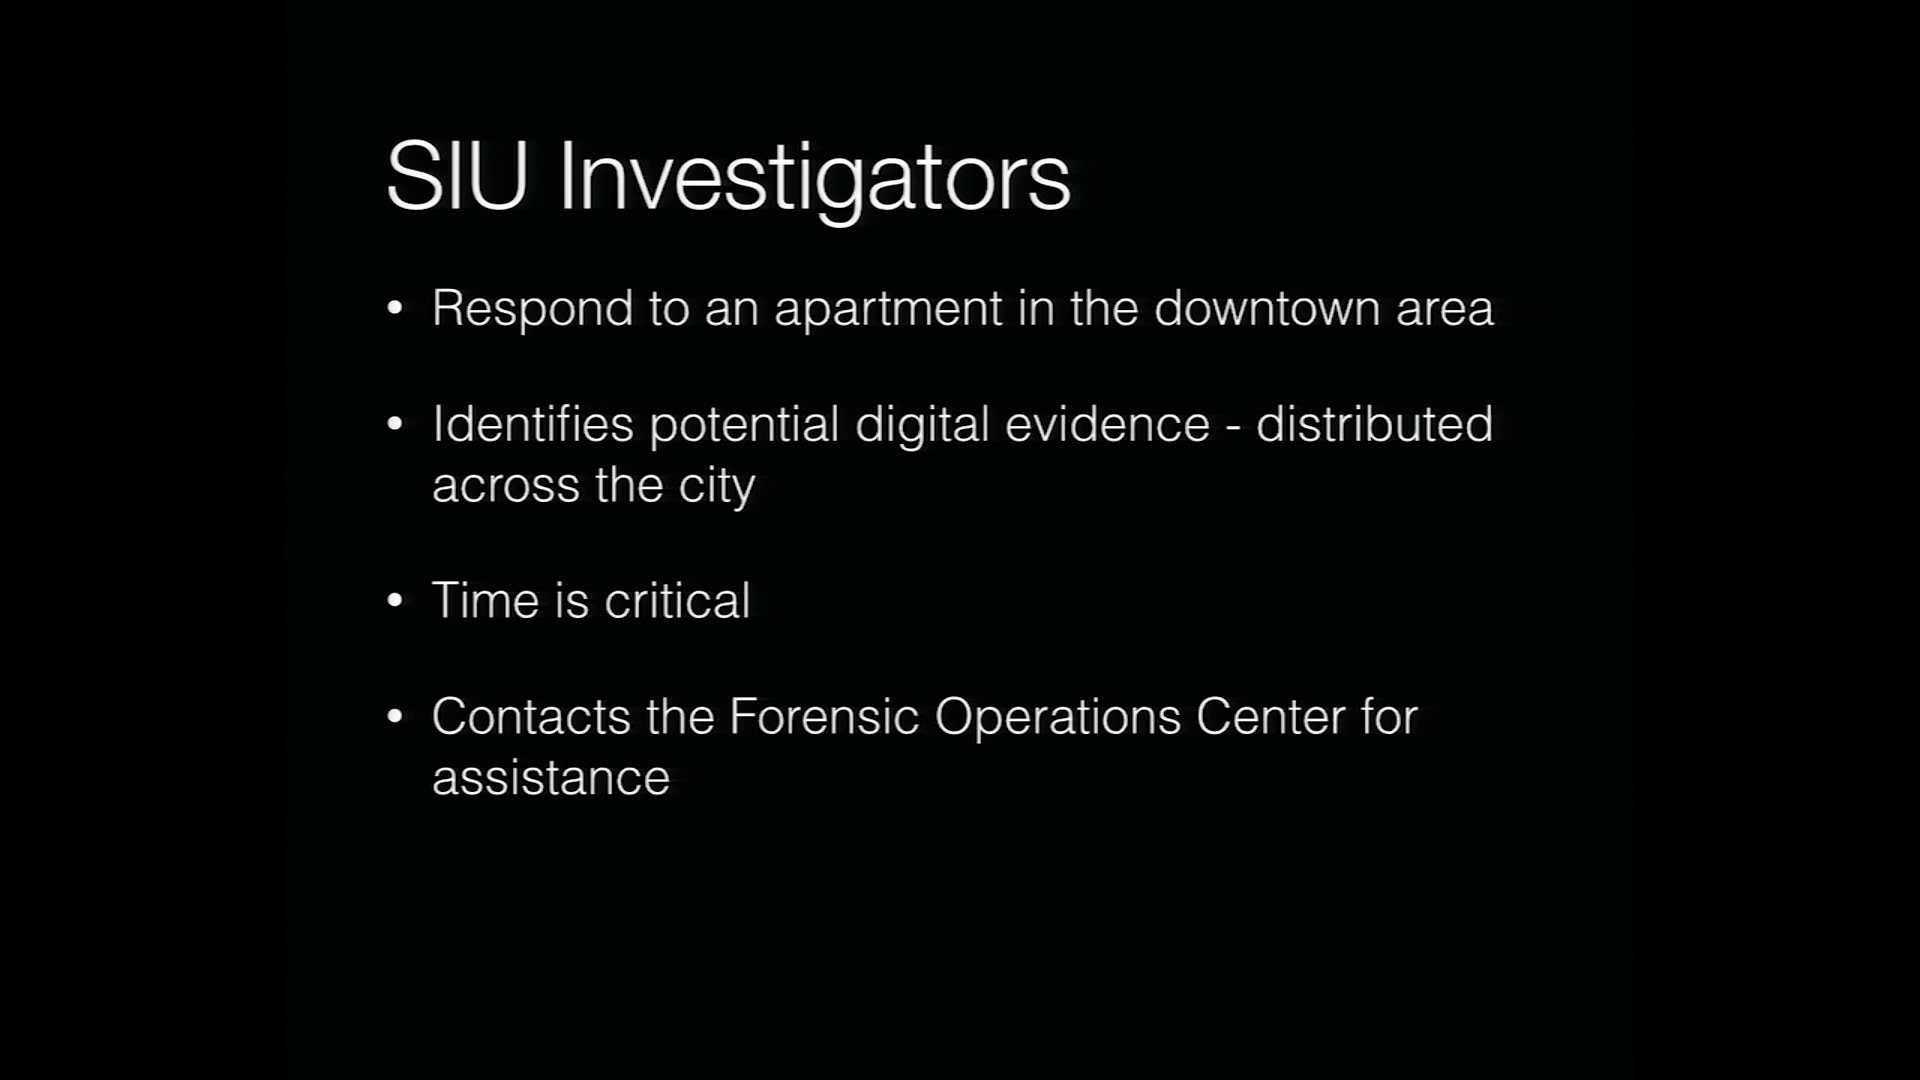 SIU Investigators
• Respond to an apartment in the downtown area
• Identifies potential digital evidence - distributed
across the city
• Time is critical
• Contacts the Forensic Operations Center for
assistance